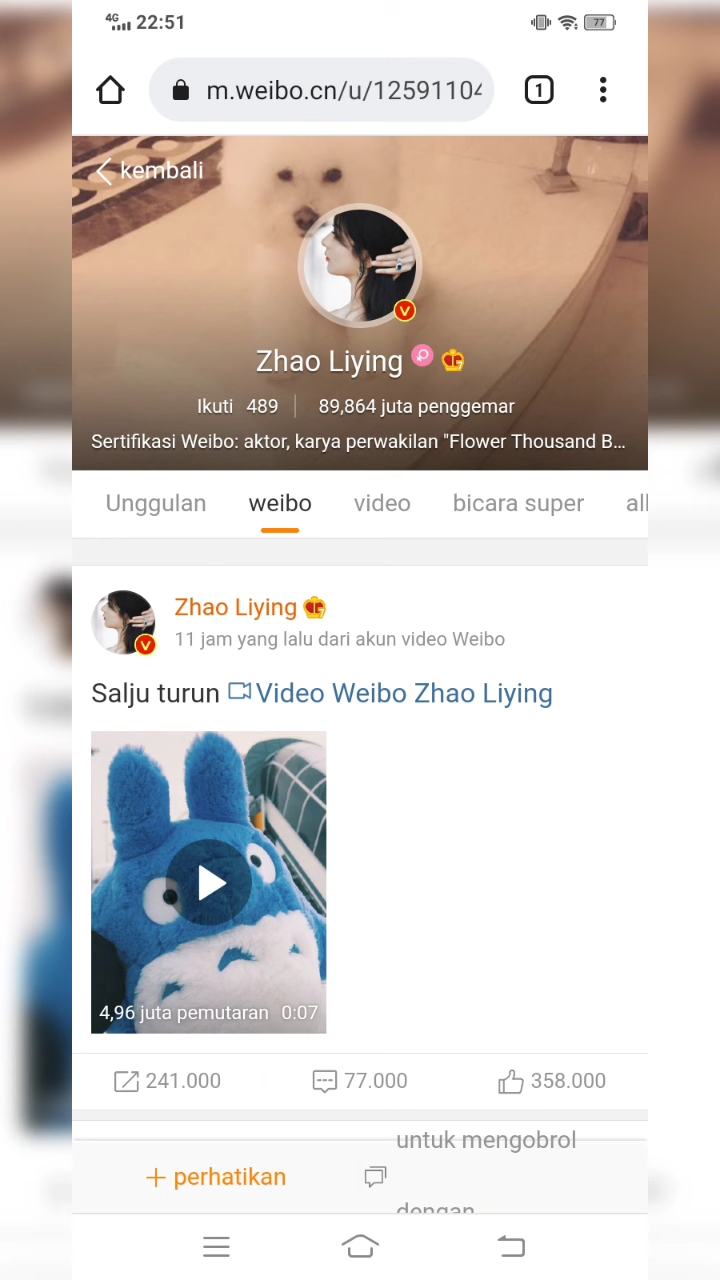 4G 22:51 77
m.weibo.cn/u/1259110
1
kembali
Zhao Liying
Ikuti 489 89,864 juta penggemar
Sertifikasi Weibo: aktor, karya perwakilan "Flower Thousand B...
Unggulan weibo video bicara super all
Zhao Liying
11 jam yang lalu dari akun video Weibo
Salju turun Video Weibo Zhao Liying
4,96 juta pemutaran 0:07
241.000 77.000 358.000
untuk mengobrol
+ perhatikan
dengan